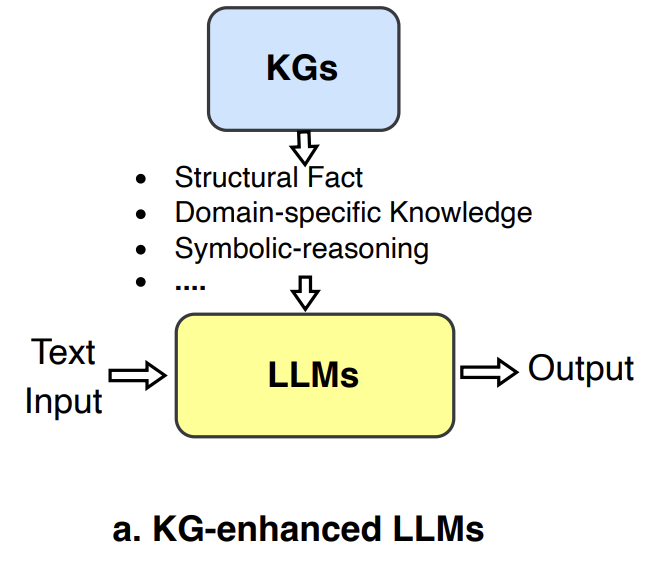 KGs
• Structural Fact
• Domain-specific Knowledge
• Symbolic-reasoning
• ....
Text
Input
LLMs
Output
a. KG-enhanced LLMs